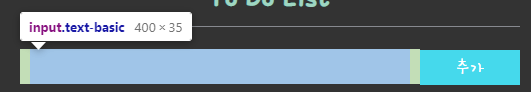 To Do List
input.text-basic 400 × 35
추가